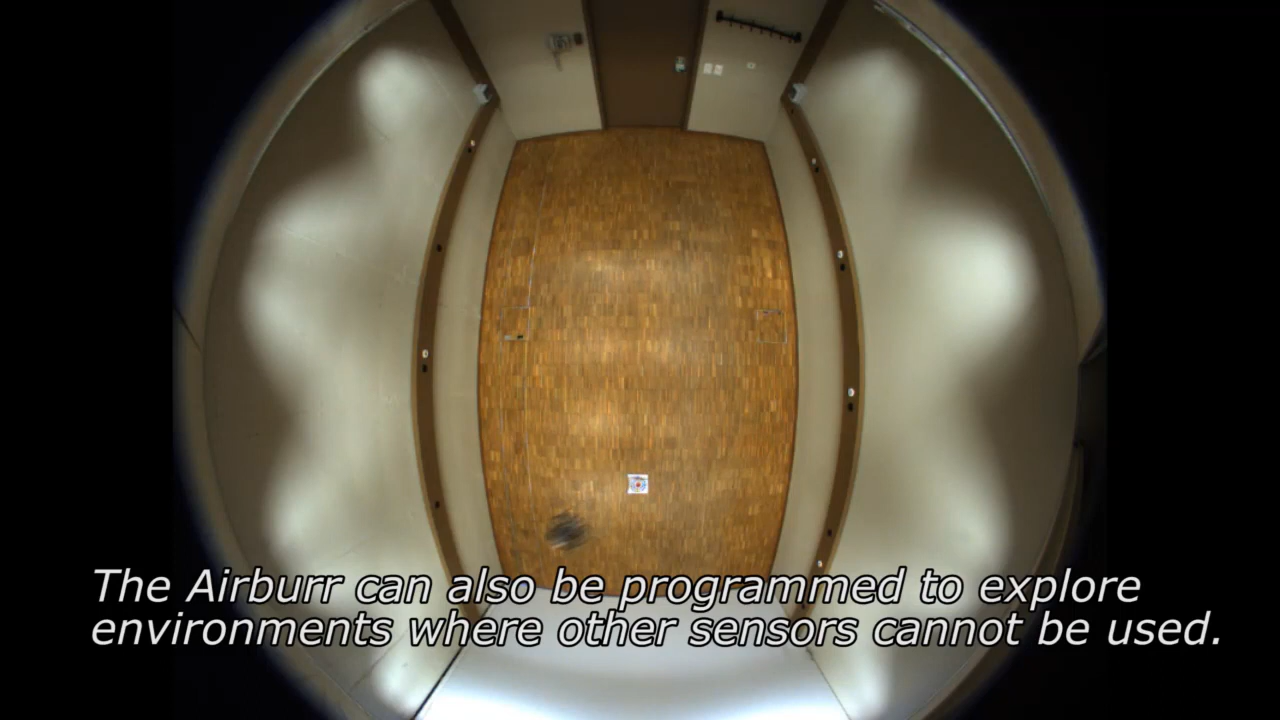 The Airburr can also be programmed to explore
environments where other sensors cannot be used.